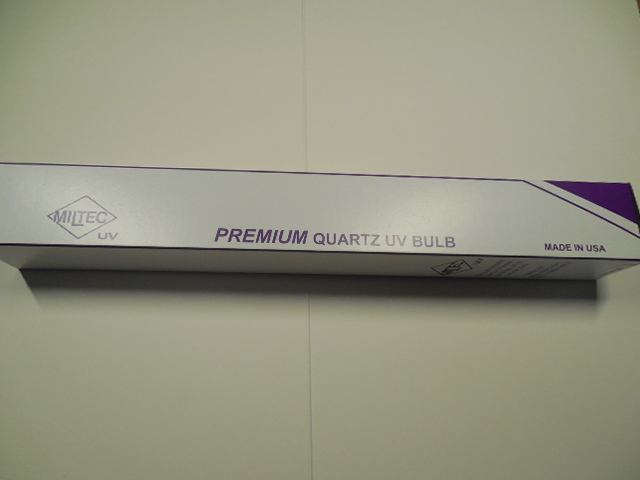 MILTEC
UV
PREMIUM QUARTZ UV BULB
MADE IN USA